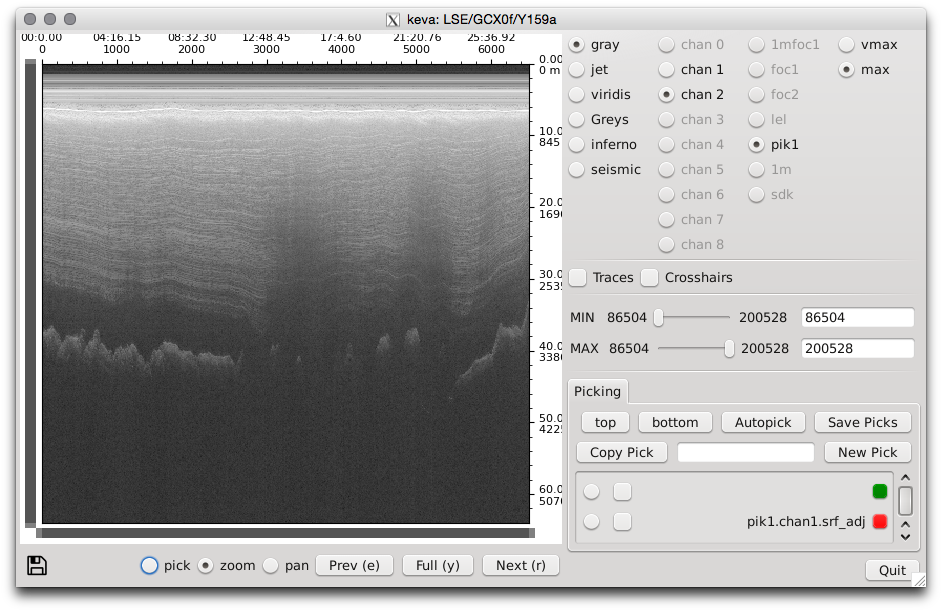 keva: LSE/GCX0f/Y159a
00:0.00 04:16.15 08:32.30 12:48.45 17:4.60 21:20.76 25:36.92
0 1000 2000 3000 4000 5000 6000
0.00
0 m
10.0
845
20.0
1690
30.0
2535
40.0
3380
50.0
4225
60.0
5070
gray chan 0 1mfoc1 vmax
jet chan 1 foc1 max
viridis chan 2 foc2
Greys chan 3 lel
inferno chan 4 pik1
seismic chan 5 1m
chan 6 sdk
chan 7
chan 8
Traces Crosshairs
MIN 86504 200528 86504
MAX 86504 200528 200528
Picking
top bottom Autopick Save Picks
Copy Pick New Pick
pik1.chan1.srf_adj
pick zoom pan Prev (e) Full (y) Next (r)
Quit